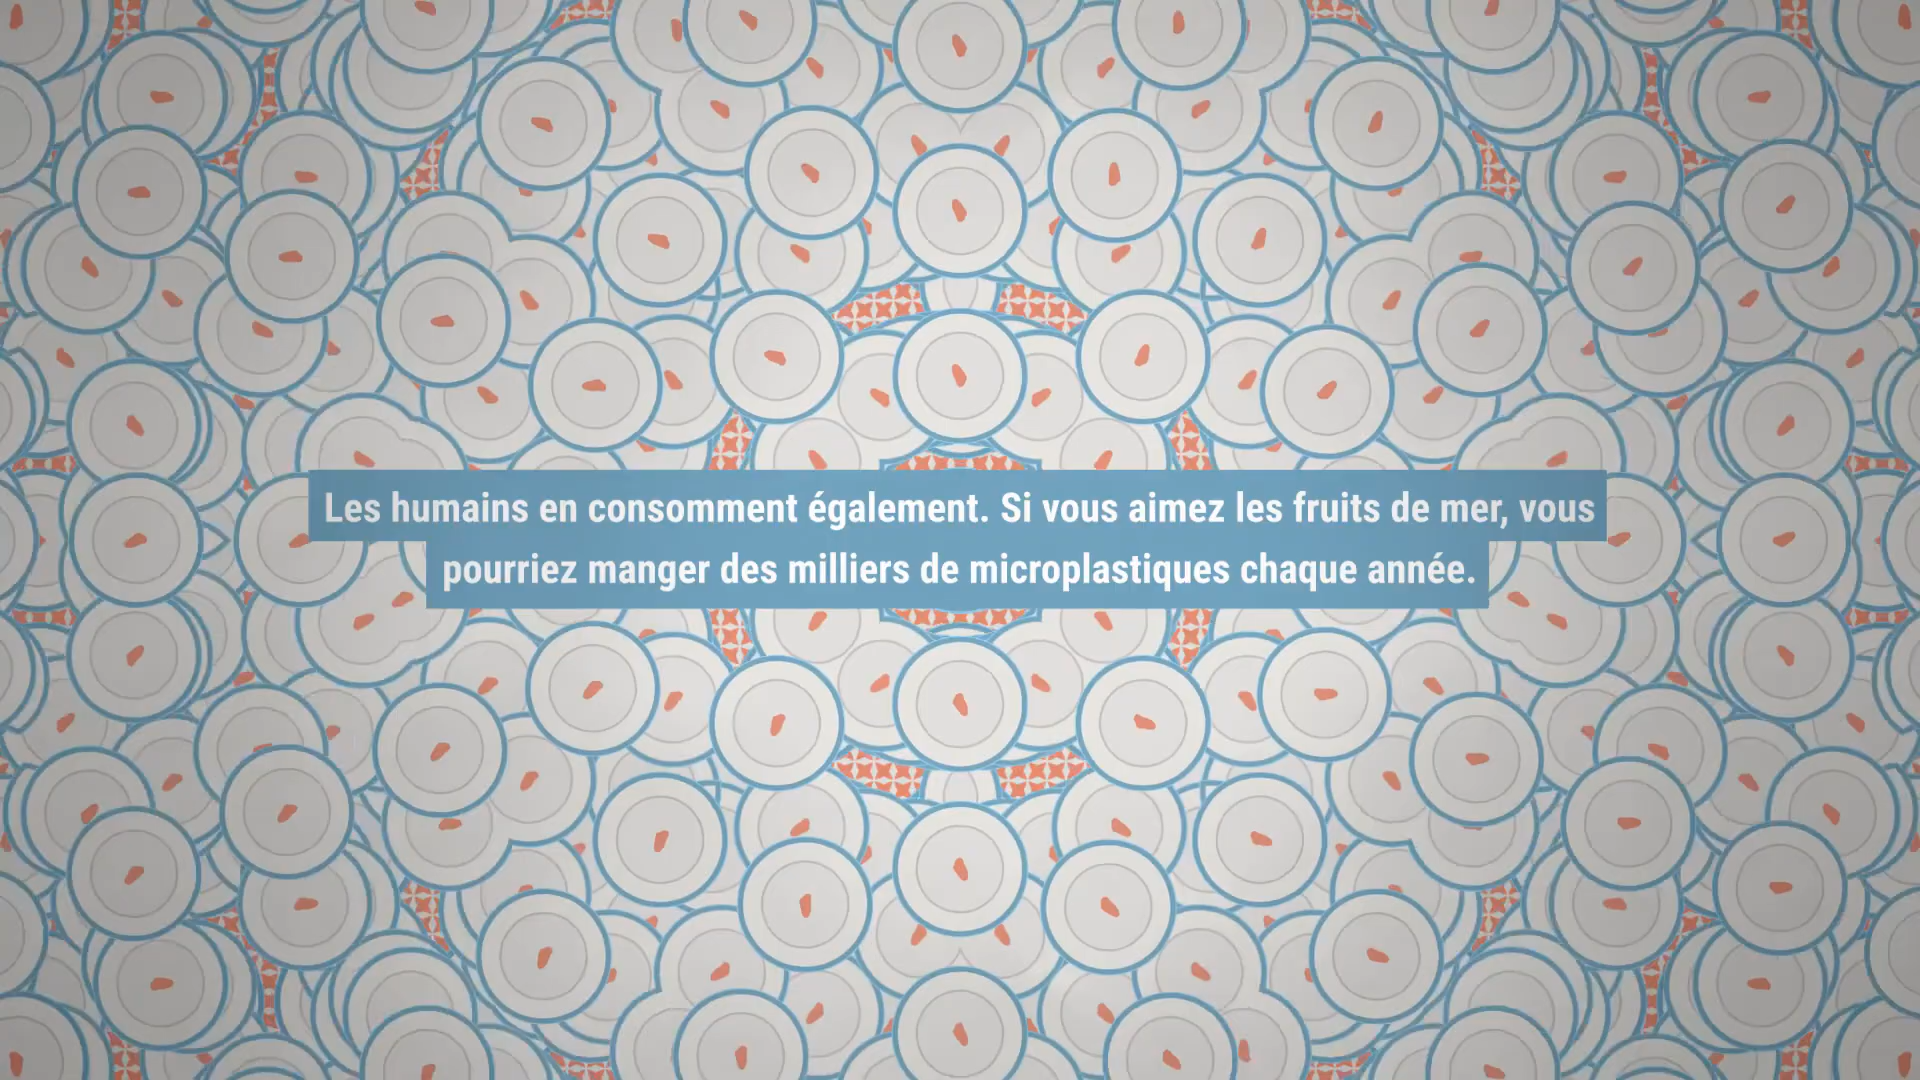 Les humains en consomment également. Si vous aimez les fruits de mer, vous
pourriez manger des milliers de microplastiques chaque année.